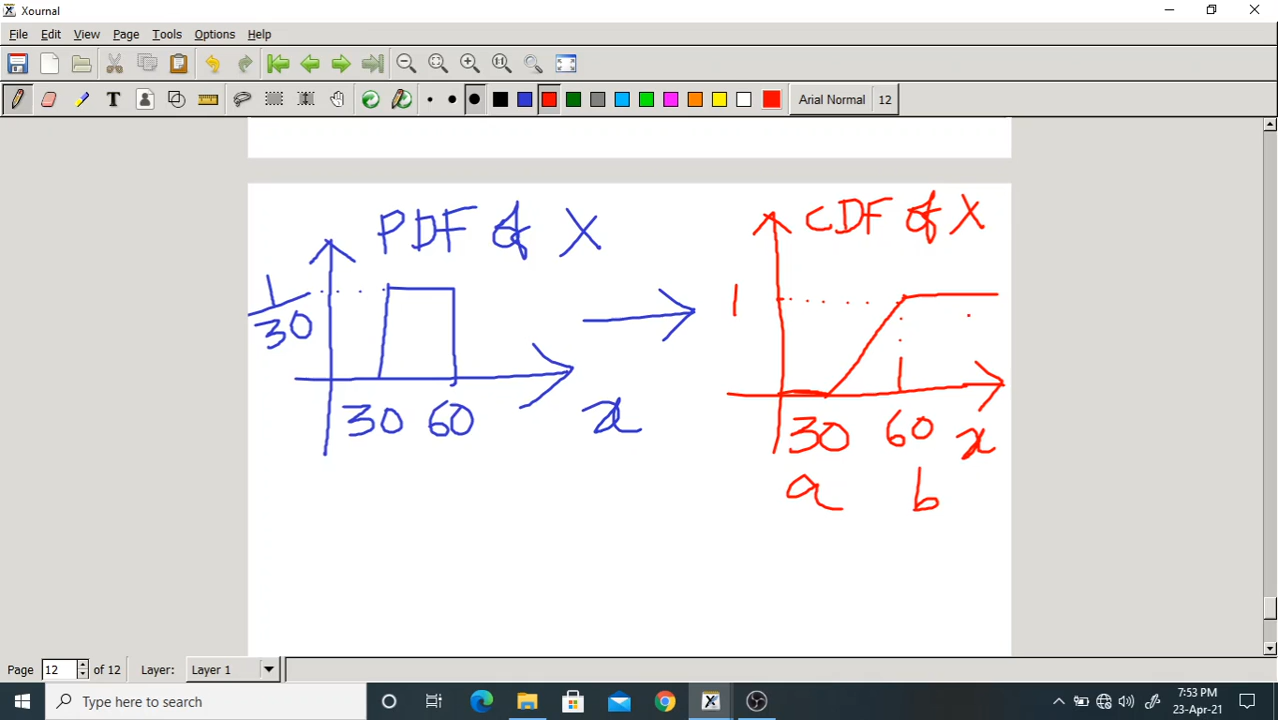 Xournal
File Edit View Page Tools Options Help
T Arial Normal 12
PDF of X
1
30
30 60 x
CDF of X
1
30 60 x
a b
Page 12 of 12 Layer: Layer 1
Type here to search
7:53 PM
23-Apr-21